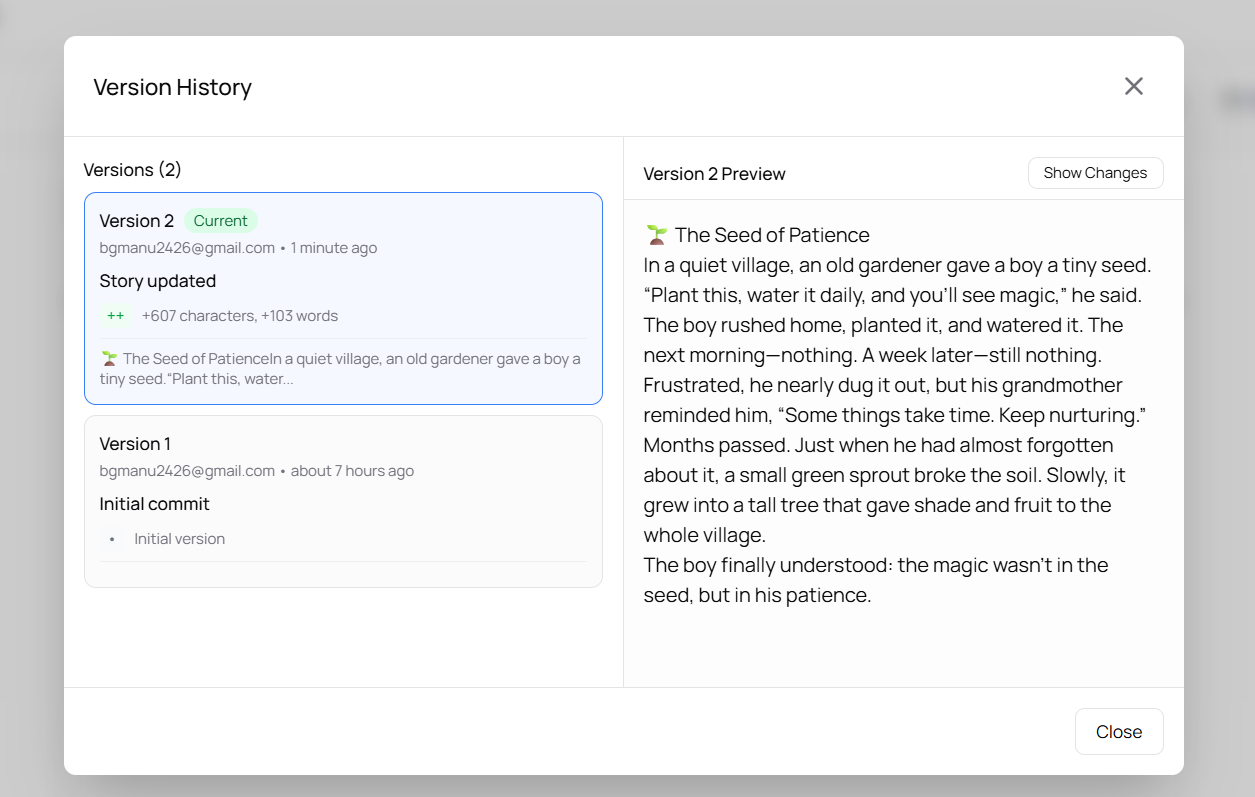 Version History
Versions (2)
Version 2 Current
bgmanu2426@gmail.com • 1 minute ago
Story updated
++ +607 characters, +103 words
🌱 The Seed of PatienceIn a quiet village, an old gardener gave a boy a
tiny seed.“Plant this, water...
Version 1
bgmanu2426@gmail.com • about 7 hours ago
Initial commit
• Initial version
Version 2 Preview
Show Changes
🌱 The Seed of Patience
In a quiet village, an old gardener gave a boy a tiny seed.
“Plant this, water it daily, and you’ll see magic,” he said.
The boy rushed home, planted it, and watered it. The
next morning—nothing. A week later—still nothing.
Frustrated, he nearly dug it out, but his grandmother
reminded him, “Some things take time. Keep nurturing.”
Months passed. Just when he had almost forgotten
about it, a small green sprout broke the soil. Slowly, it
grew into a tall tree that gave shade and fruit to the
whole village.
The boy finally understood: the magic wasn’t in the
seed, but in his patience.
Close